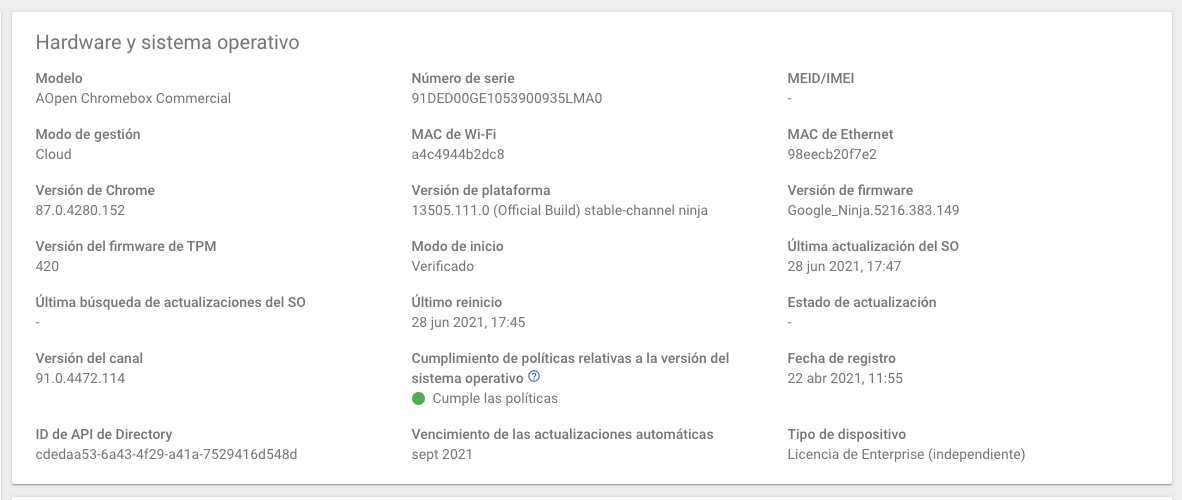 Hardware y sistema operativo
Modelo
AOpen Chromebox Commercial
Número de serie
91DED00GE1053900935LMA0
MEID/IMEI
-
Modo de gestión
Cloud
MAC de Wi-Fi
a4c4944b2dc8
MAC de Ethernet
98eecb20f7e2
Versión de Chrome
87.0.4280.152
Versión de plataforma
13505.111.0 (Official Build) stable-channel ninja
Versión de firmware
Google_Ninja.5216.383.149
Versión del firmware de TPM
420
Modo de inicio
Verificado
Última actualización del SO
28 jun 2021, 17:47
Última búsqueda de actualizaciones del SO
-
Último reinicio
28 jun 2021, 17:45
Estado de actualización
-
Versión del canal
91.0.4472.114
Cumplimiento de políticas relativas a la versión del
sistema operativo ?
Cumple las políticas
Fecha de registro
22 abr 2021, 11:55
ID de API de Directory
cdedaa53-6a43-4f29-a41a-7529416d548d
Vencimiento de las actualizaciones automáticas
sept 2021
Tipo de dispositivo
Licencia de Enterprise (independiente)